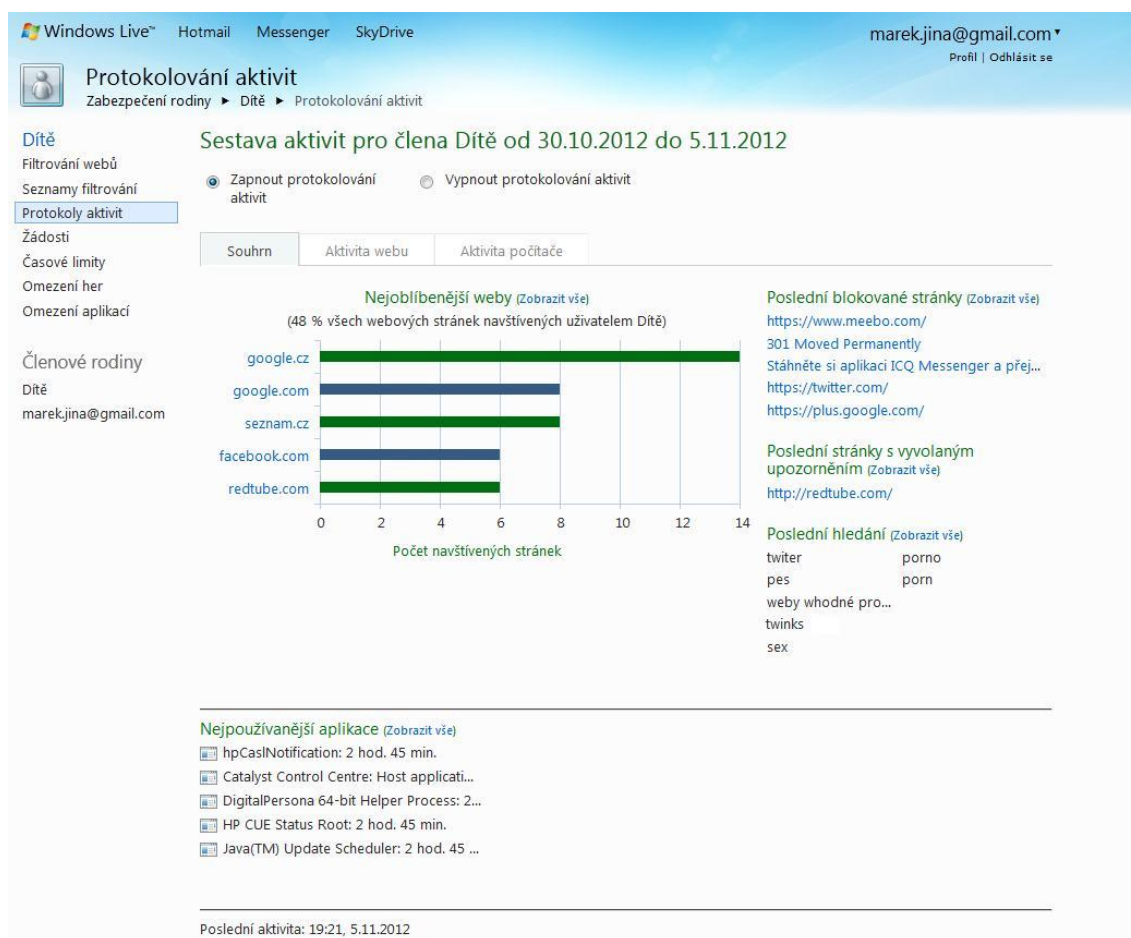 Windows Live™ Hotmail Messenger SkyDrive
marek.jina@gmail.com
Profil | Odhlásit se
Protokolování aktivit
Zabezpečení rodiny ► Dítě ► Protokolování aktivit
Dítě
Filtrování webů
Seznamy filtrování
Protokoly aktivit
Žádosti
Časové limity
Omezení her
Omezení aplikací
Členové rodiny
Dítě
marek.jina@gmail.com
Sestava aktivit pro člena Dítě od 30.10.2012 do 5.11.2012
Zapnout protokolování
aktivit
Vypnout protokolování aktivit
Souhrn Aktivita webu Aktivita počítače
Nejoblíbenější weby (Zobrazit vše)
(48 % všech webových stránek navštívených uživatelem Dítě)
google.cz
google.com
seznam.cz
facebook.com
redtube.com
0 2 4 6 8 10 12 14
Počet navštívených stránek
Poslední blokované stránky (Zobrazit vše)
https://www.meebo.com/
301 Moved Permanently
Stáhněte si aplikaci ICQ Messenger a přej...
https://twitter.com/
https://plus.google.com/
Poslední stránky s vyvolaným
upozorněním (Zobrazit vše)
http://redtube.com/
Poslední hledání (Zobrazit vše)
twiter porno
pes porn
weby whodné pro...
twinks
sex
Nejpoužívanější aplikace (Zobrazit vše)
hpCaslNotification: 2 hod. 45 min.
Catalyst Control Centre: Host applicati...
DigitalPersona 64-bit Helper Process: 2...
HP CUE Status Root: 2 hod. 45 min.
Java(TM) Update Scheduler: 2 hod. 45 ...
Poslední aktivita: 19:21, 5.11.2012